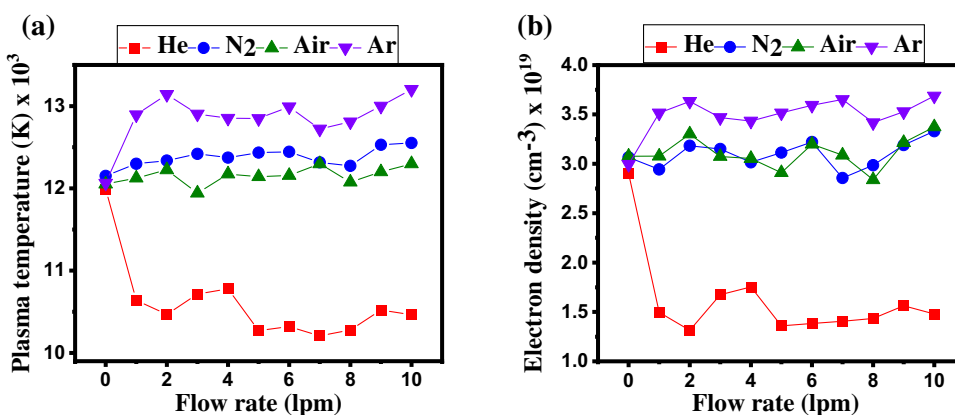 (a)
He N2 Air Ar
Plasma temperature (K) x 10³
13
12
11
10
0 2 4 6 8 10
Flow rate (lpm)
(b)
He N2 Air Ar
Electron density (cm-3) x 10¹⁹
4.0
3.5
3.0
2.5
2.0
1.5
1.0
0 2 4 6 8 10
Flow rate (lpm)